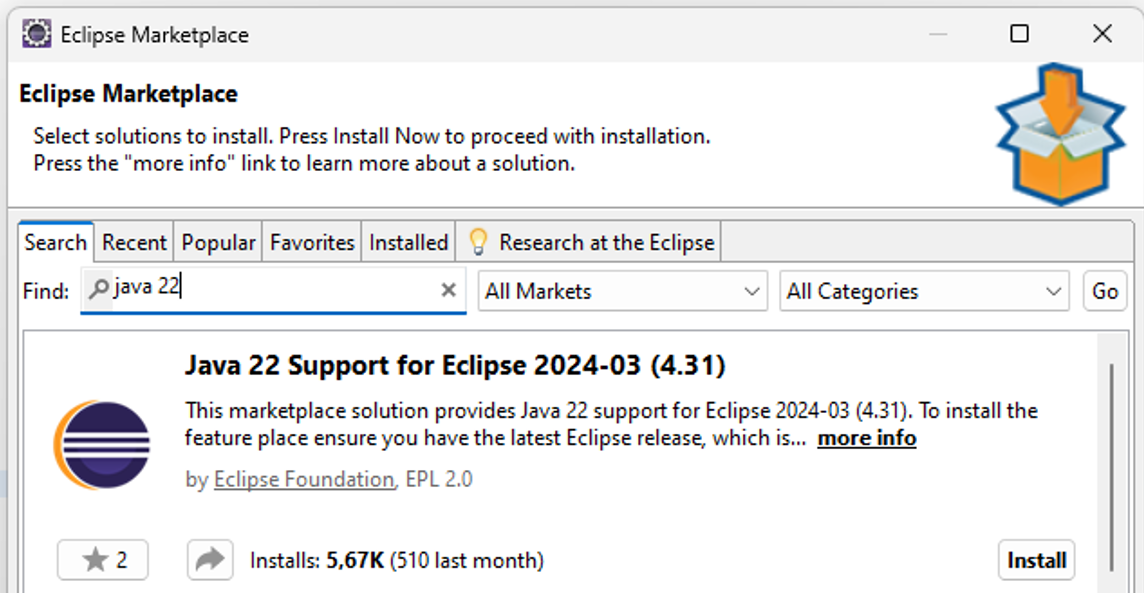 Eclipse Marketplace
Eclipse Marketplace
Select solutions to install. Press Install Now to proceed with installation.
Press the "more info" link to learn more about a solution.
Search Recent Popular Favorites Installed Research at the Eclipse
Find: java 22 All Markets All Categories Go
Java 22 Support for Eclipse 2024-03 (4.31)
This marketplace solution provides Java 22 support for Eclipse 2024-03 (4.31). To install the
feature place ensure you have the latest Eclipse release, which is... more info
by Eclipse Foundation, EPL 2.0
2 Installs: 5,67K (510 last month) Install